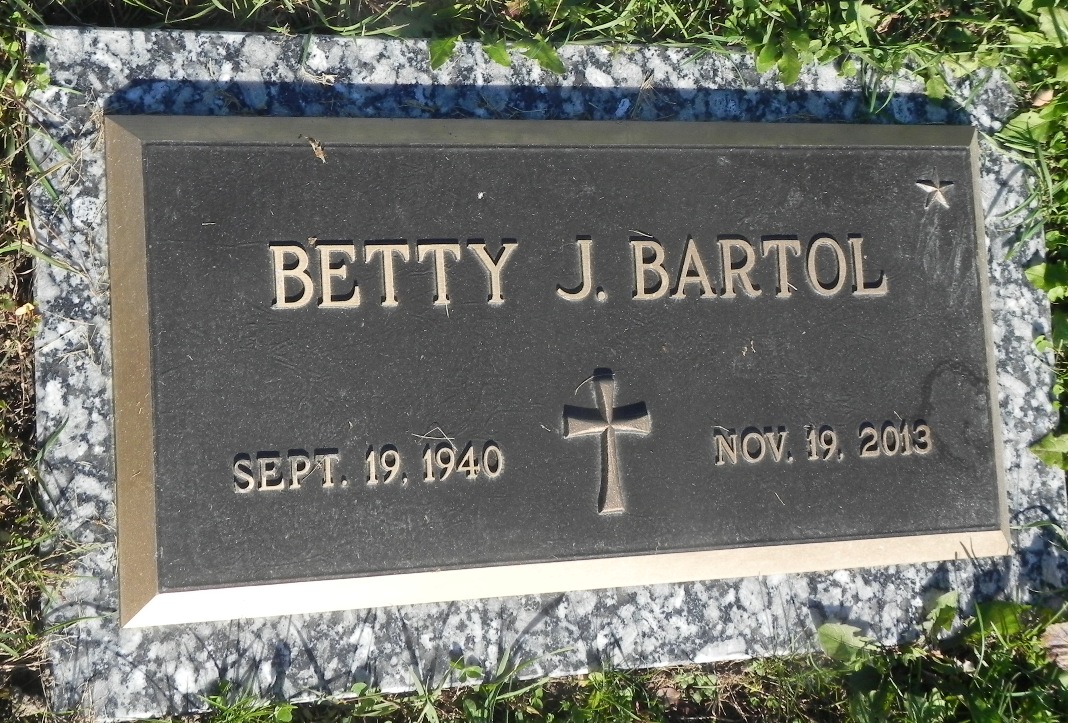 BETTY J. BARTOL
SEPT. 19, 1940 NOV. 19, 2013